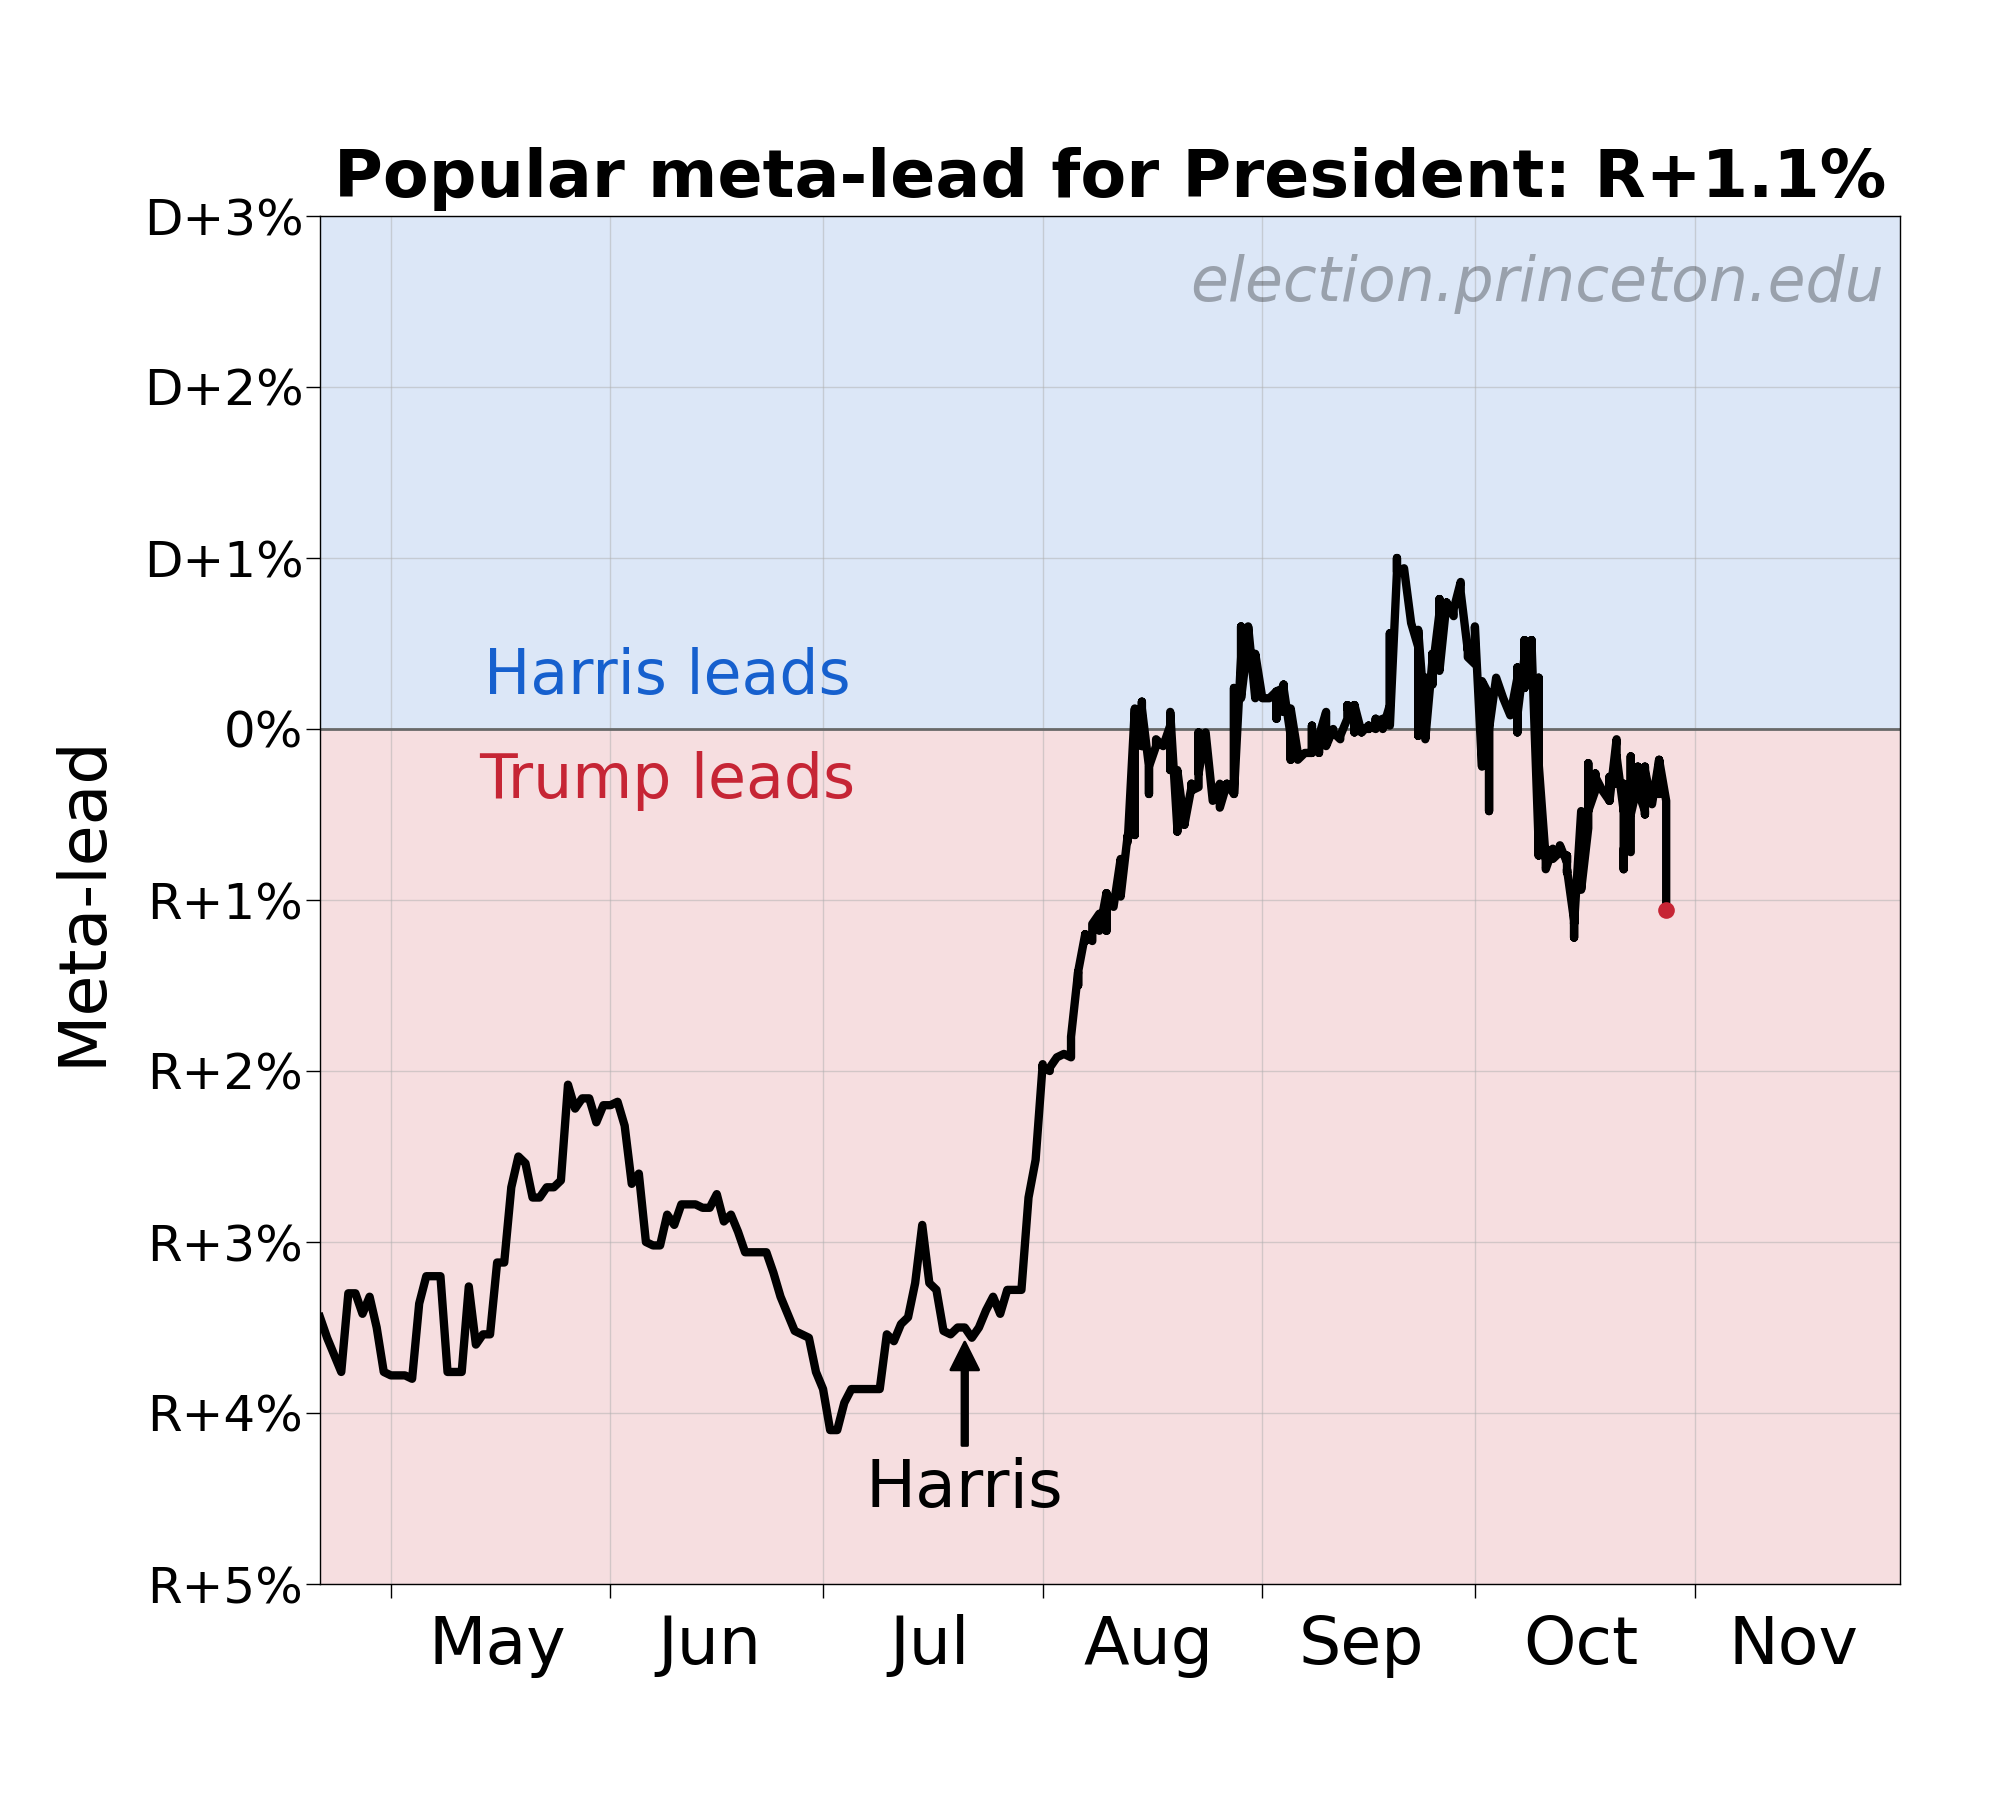 Popular meta-lead for President: R+1.1%
election.princeton.edu
D+3%
D+2%
D+1%
0%
R+1%
R+2%
R+3%
R+4%
R+5%
Meta-lead
Harris leads
Trump leads
Harris
May Jun Jul Aug Sep Oct Nov